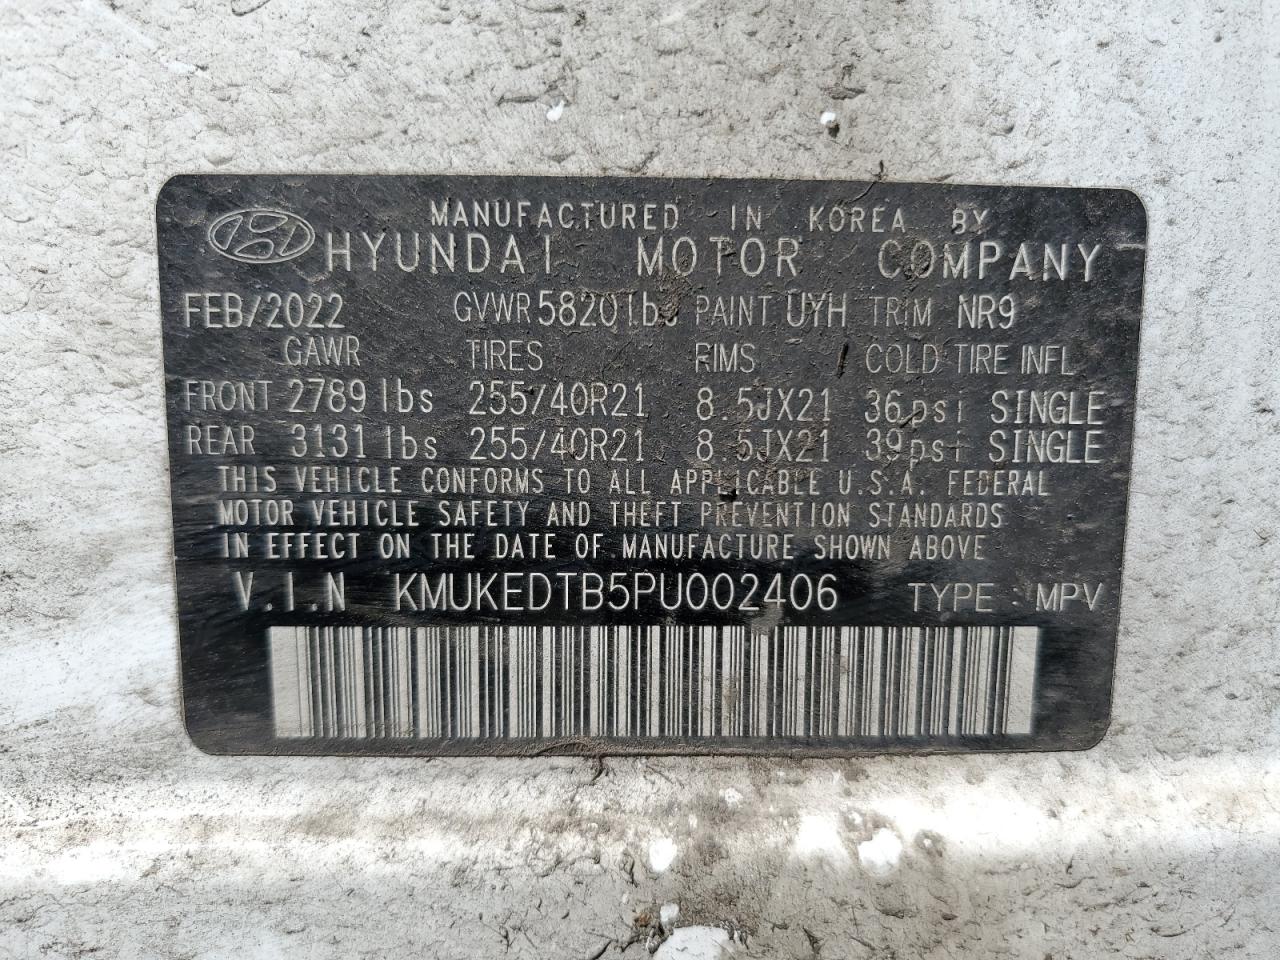 MANUFACTURED IN KOREA BY
HYUNDAI MOTOR COMPANY
FEB/2022 GVWR 5820 lbs PAINT UYH TRIM NR9
GAWR TIRES RIMS COLD TIRE INFL
FRONT 2789 lbs 255/40R21 8.5JX21 36psi SINGLE
REAR 3131 lbs 255/40R21 8.5JX21 39psi SINGLE
THIS VEHICLE CONFORMS TO ALL APPLICABLE U.S.A. FEDERAL
MOTOR VEHICLE SAFETY AND THEFT PREVENTION STANDARDS
IN EFFECT ON THE DATE OF MANUFACTURE SHOWN ABOVE
V.I.N KMUKEDTB5PU002406 TYPE : MPV